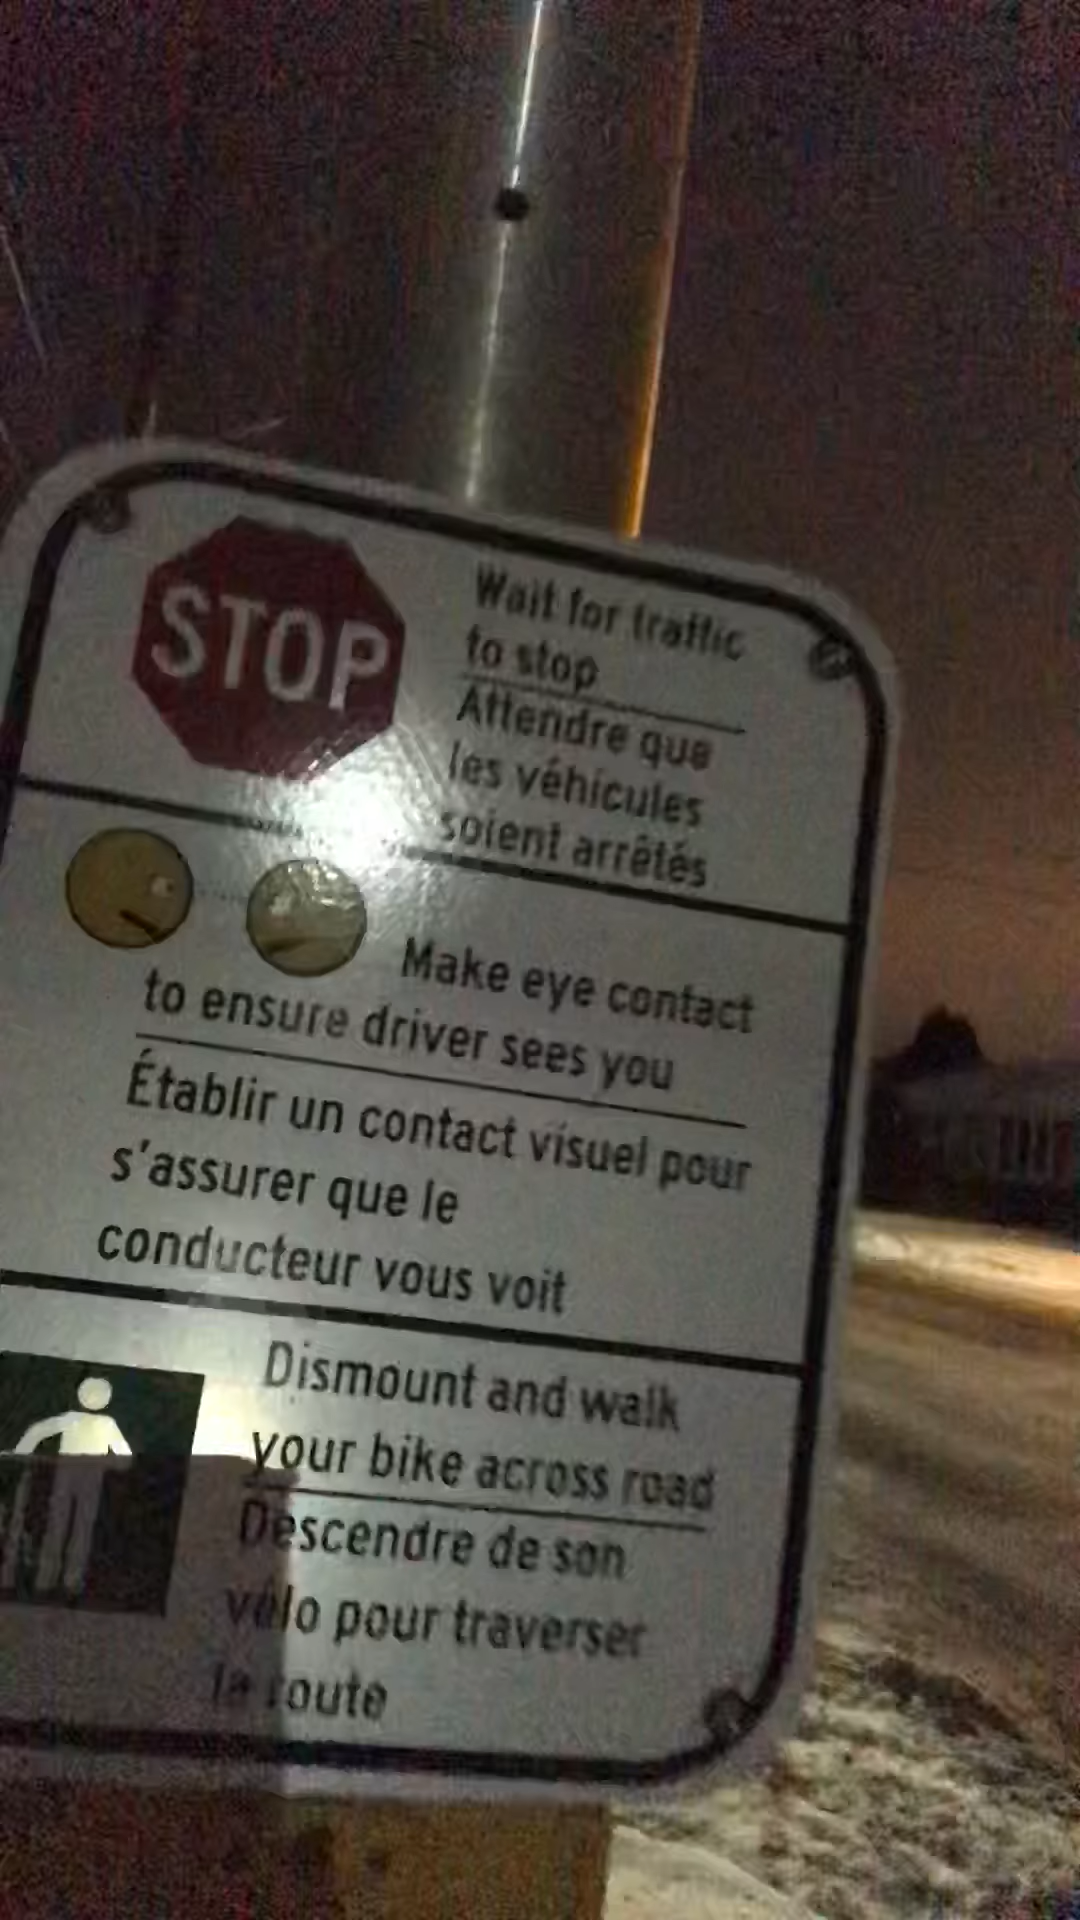 STOP
Wait for traffic
to stop
Attendre que
les véhicules
soient arrêtés
Make eye contact
to ensure driver sees you
Établir un contact visuel pour
s'assurer que le
conducteur vous voit
Dismount and walk
your bike across road
Descendre de son
vélo pour traverser
la route